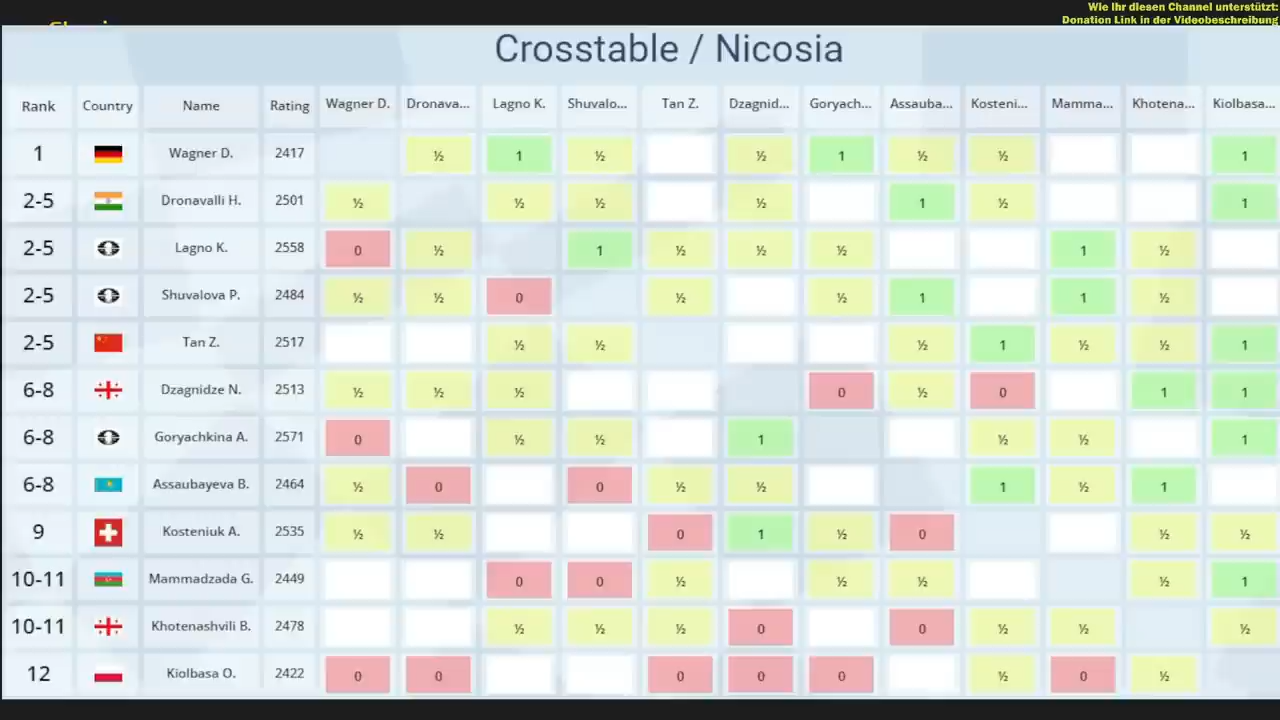 Wie Ihr diesen Channel unterstützt:
Donation Link in der Videobeschreibung
Crosstable / Nicosia
Rank Country Name Rating Wagner D. Dronava... Lagno K. Shuvalo... Tan Z. Dzagnid... Goryach... Assauba... Kosteni... Mamma... Khotena... Kiolbasa...
1 Wagner D. 2417 ½ 1 ½ ½ 1 ½ ½ 1
2-5 Dronavalli H. 2501 ½ ½ ½ ½ 1 ½ 1
2-5 Lagno K. 2558 0 ½ 1 ½ ½ ½ 1 ½
2-5 Shuvalova P. 2484 ½ ½ 0 ½ ½ 1 1 ½
2-5 Tan Z. 2517 ½ ½ ½ 1 ½ ½ 1
6-8 Dzagnidze N. 2513 ½ ½ ½ 0 ½ 0 1 1
6-8 Goryachkina A. 2571 0 ½ ½ 1 ½ ½ 1
6-8 Assaubayeva B. 2464 ½ 0 0 ½ ½ 1 ½ 1
9 Kosteniuk A. 2535 ½ ½ 0 1 ½ 0 ½ ½
10-11 Mammadzada G. 2449 0 0 ½ ½ ½ ½ 1
10-11 Khotenashvili B. 2478 ½ ½ ½ 0 0 ½ ½ ½
12 Kiolbasa O. 2422 0 0 0 0 0 ½ 0 ½